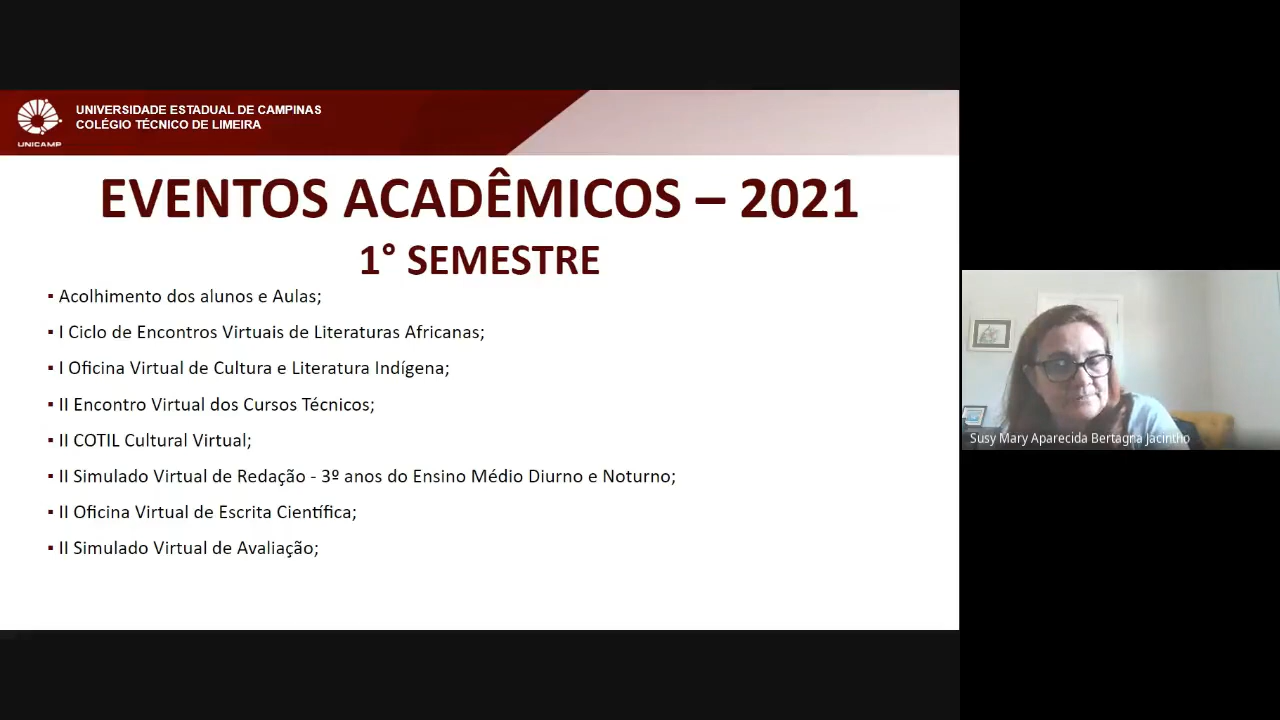 UNIVERSIDADE ESTADUAL DE CAMPINAS
COLÉGIO TÉCNICO DE LIMEIRA
UNICAMP
EVENTOS ACADÊMICOS – 2021
1° SEMESTRE
▪ Acolhimento dos alunos e Aulas;
▪ I Ciclo de Encontros Virtuais de Literaturas Africanas;
▪ I Oficina Virtual de Cultura e Literatura Indígena;
▪ II Encontro Virtual dos Cursos Técnicos;
▪ II COTIL Cultural Virtual;
▪ II Simulado Virtual de Redação - 3º anos do Ensino Médio Diurno e Noturno;
▪ II Oficina Virtual de Escrita Científica;
▪ II Simulado Virtual de Avaliação;
Susy Mary Aparecida Bertagna Jacintho